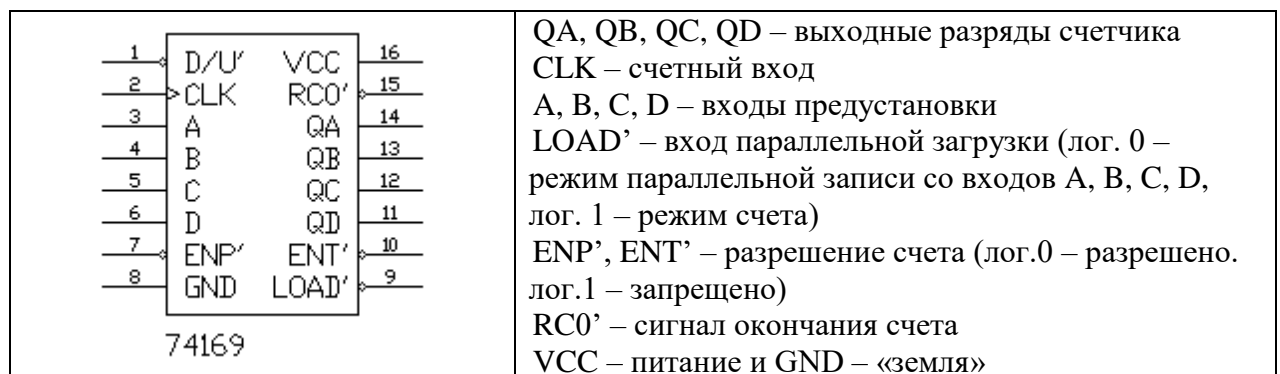 1 D/U' VCC 16
2 CLK RC0' 15
3 A QA 14
4 B QB 13
5 C QC 12
6 D QD 11
7 ENP' ENT' 10
8 GND LOAD' 9
74169
QA, QB, QC, QD – выходные разряды счетчика
CLK – счетный вход
A, B, C, D – входы предустановки
LOAD’ – вход параллельной загрузки (лог. 0 –
режим параллельной записи со входов A, B, C, D,
лог. 1 – режим счета)
ENP’, ENT’ – разрешение счета (лог.0 – разрешено.
лог.1 – запрещено)
RC0’ – сигнал окончания счета
VCC – питание и GND – «земля»